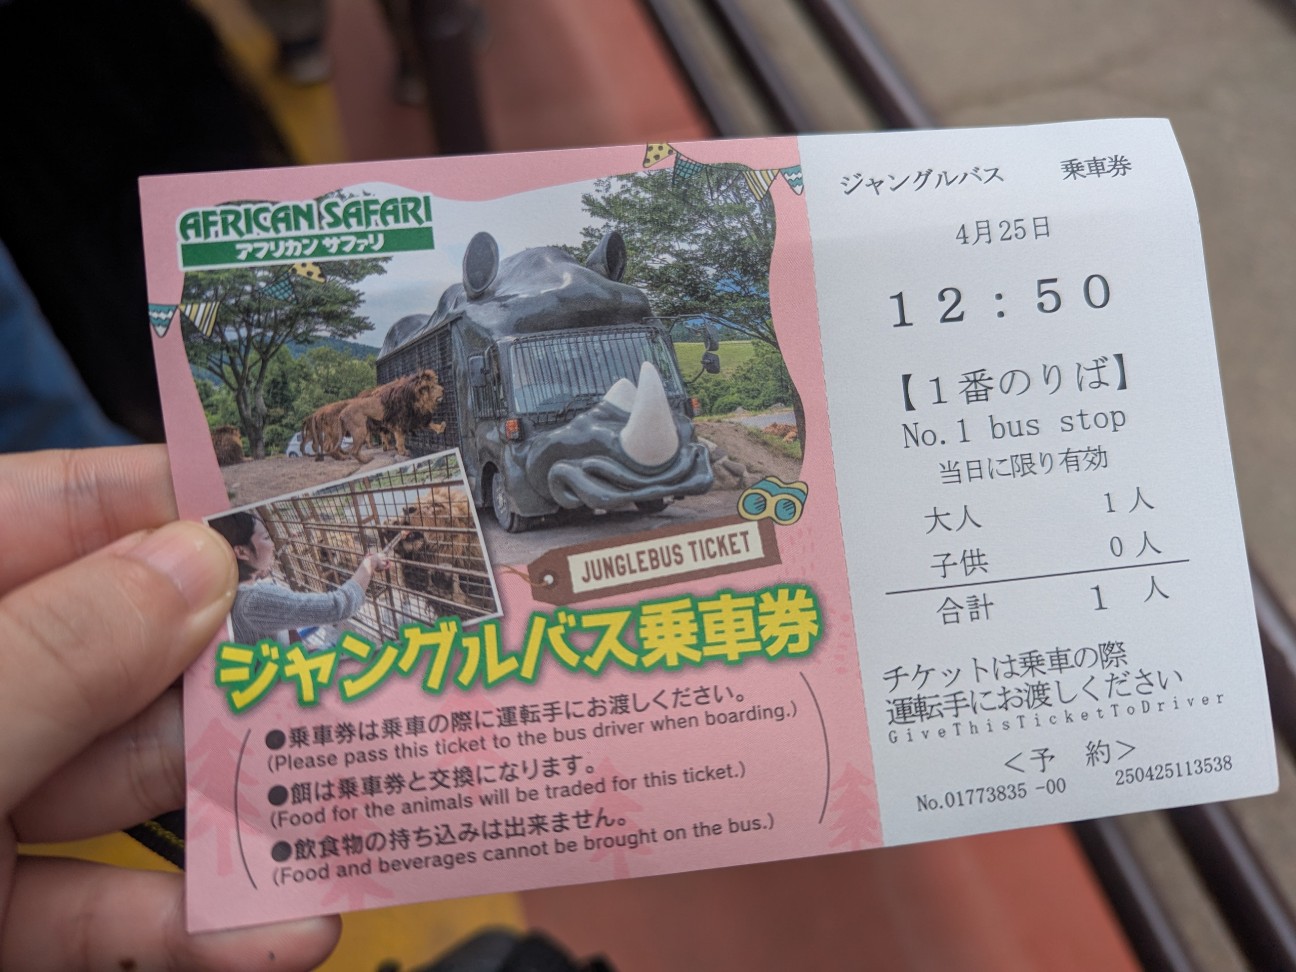 AFRICAN SAFARI
アフリカン サファリ
JUNGLEBUS TICKET
ジャングルバス乗車券
●乗車券は乗車の際に運転手にお渡しください。
(Please pass this ticket to the bus driver when boarding.)
●餌は乗車券と交換になります。
(Food for the animals will be traded for this ticket.)
●飲食物の持ち込みは出来ません。
(Food and beverages cannot be brought on the bus.)
ジャングルバス 乗車券
4月25日
12:50
【1番のりば】
No.1 bus stop
当日に限り有効
大人 1人
子供 0人
合計 1人
チケットは乗車の際
運転手にお渡しください
GiveThisTicketToDriver
<予 約>
No.01773835-00 250425113538